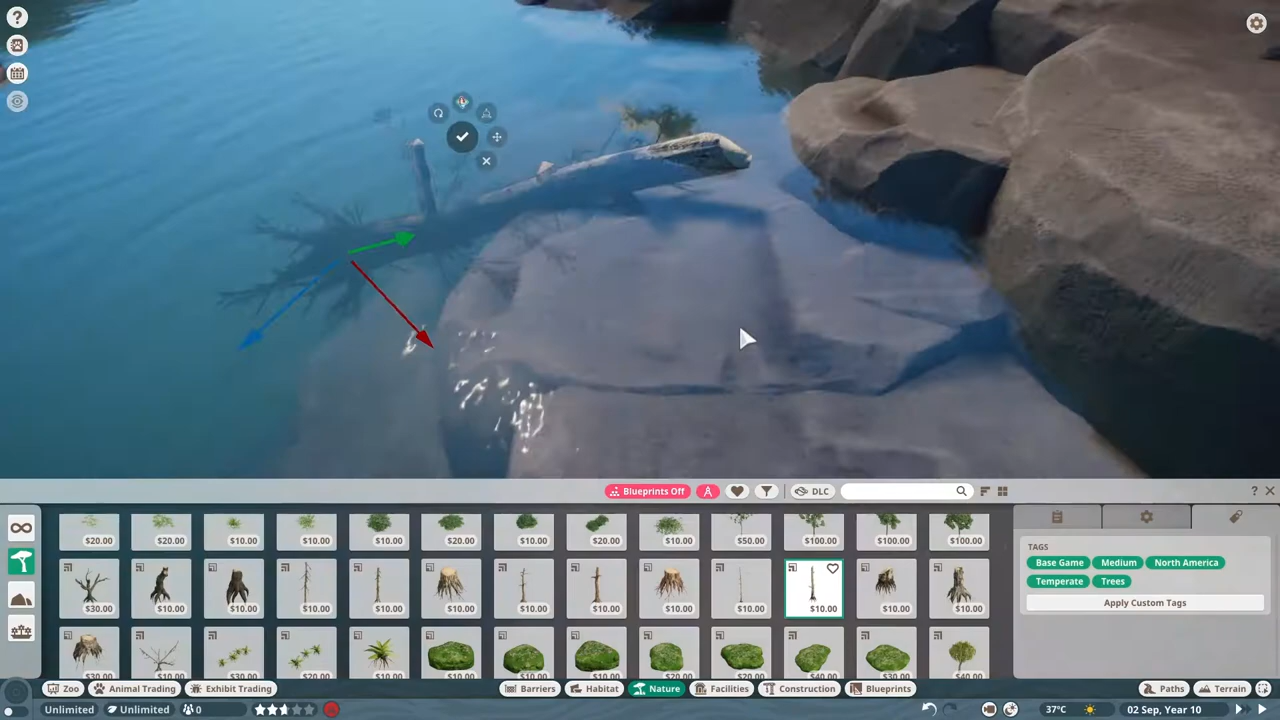 ?
Blueprints Off
DLC
?
$20.00 $20.00 $10.00 $10.00 $10.00 $20.00 $10.00 $20.00 $10.00 $50.00 $100.00 $100.00 $100.00
$30.00 $10.00 $10.00 $10.00 $10.00 $10.00 $10.00 $10.00 $10.00 $10.00 $10.00 $10.00 $10.00
TAGS
Base Game Medium North America
Temperate Trees
Apply Custom Tags
Zoo Animal Trading Exhibit Trading Barriers Habitat Nature Facilities Construction Blueprints Paths Terrain
Unlimited Unlimited 0 37°C 02 Sep, Year 10